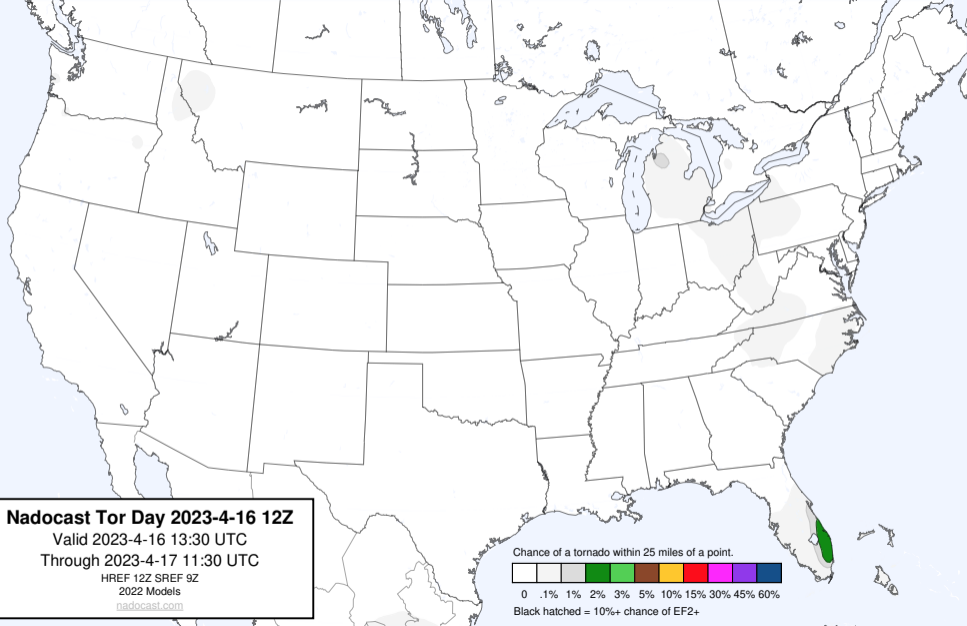 Nadocast Tor Day 2023-4-16 12Z
Valid 2023-4-16 13:30 UTC
Through 2023-4-17 11:30 UTC
HREF 12Z SREF 9Z
2022 Models
nadocast.com
Chance of a tornado within 25 miles of a point.
0 .1% 1% 2% 3% 5% 10% 15% 30% 45% 60%
Black hatched = 10%+ chance of EF2+